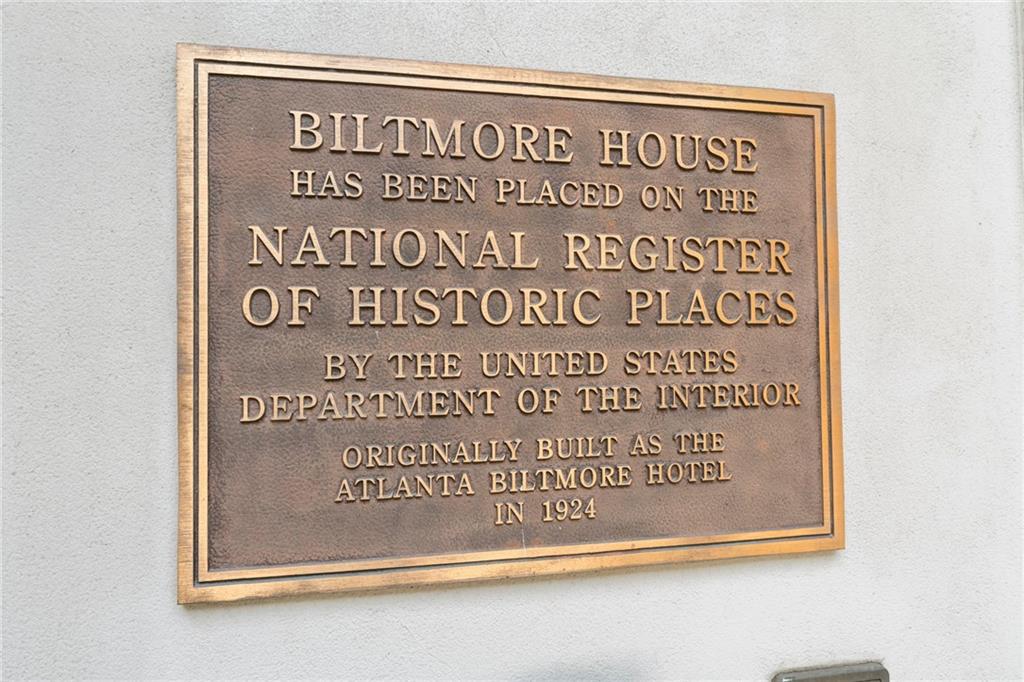 BILTMORE HOUSE
HAS BEEN PLACED ON THE
NATIONAL REGISTER
OF HISTORIC PLACES
BY THE UNITED STATES
DEPARTMENT OF THE INTERIOR
ORIGINALLY BUILT AS THE
ATLANTA BILTMORE HOTEL
IN 1924